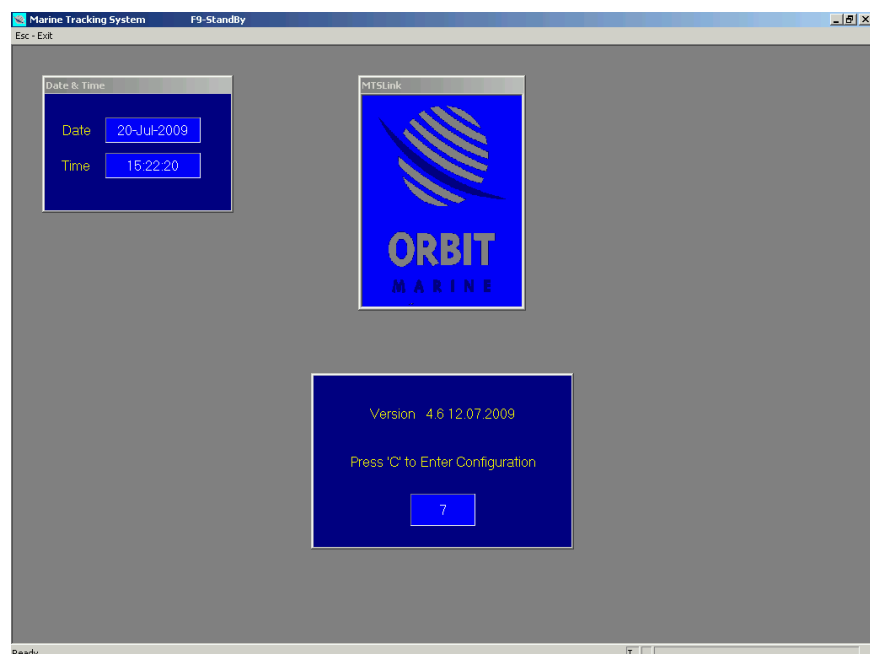 Marine Tracking System F9-StandBy
Esc - Exit
Date & Time
Date 20-Jul-2009
Time 15:22:20
MTSLink
ORBIT
MARINE
Version 4.6 12.07.2009
Press 'C' to Enter Configuration
7
Ready
T